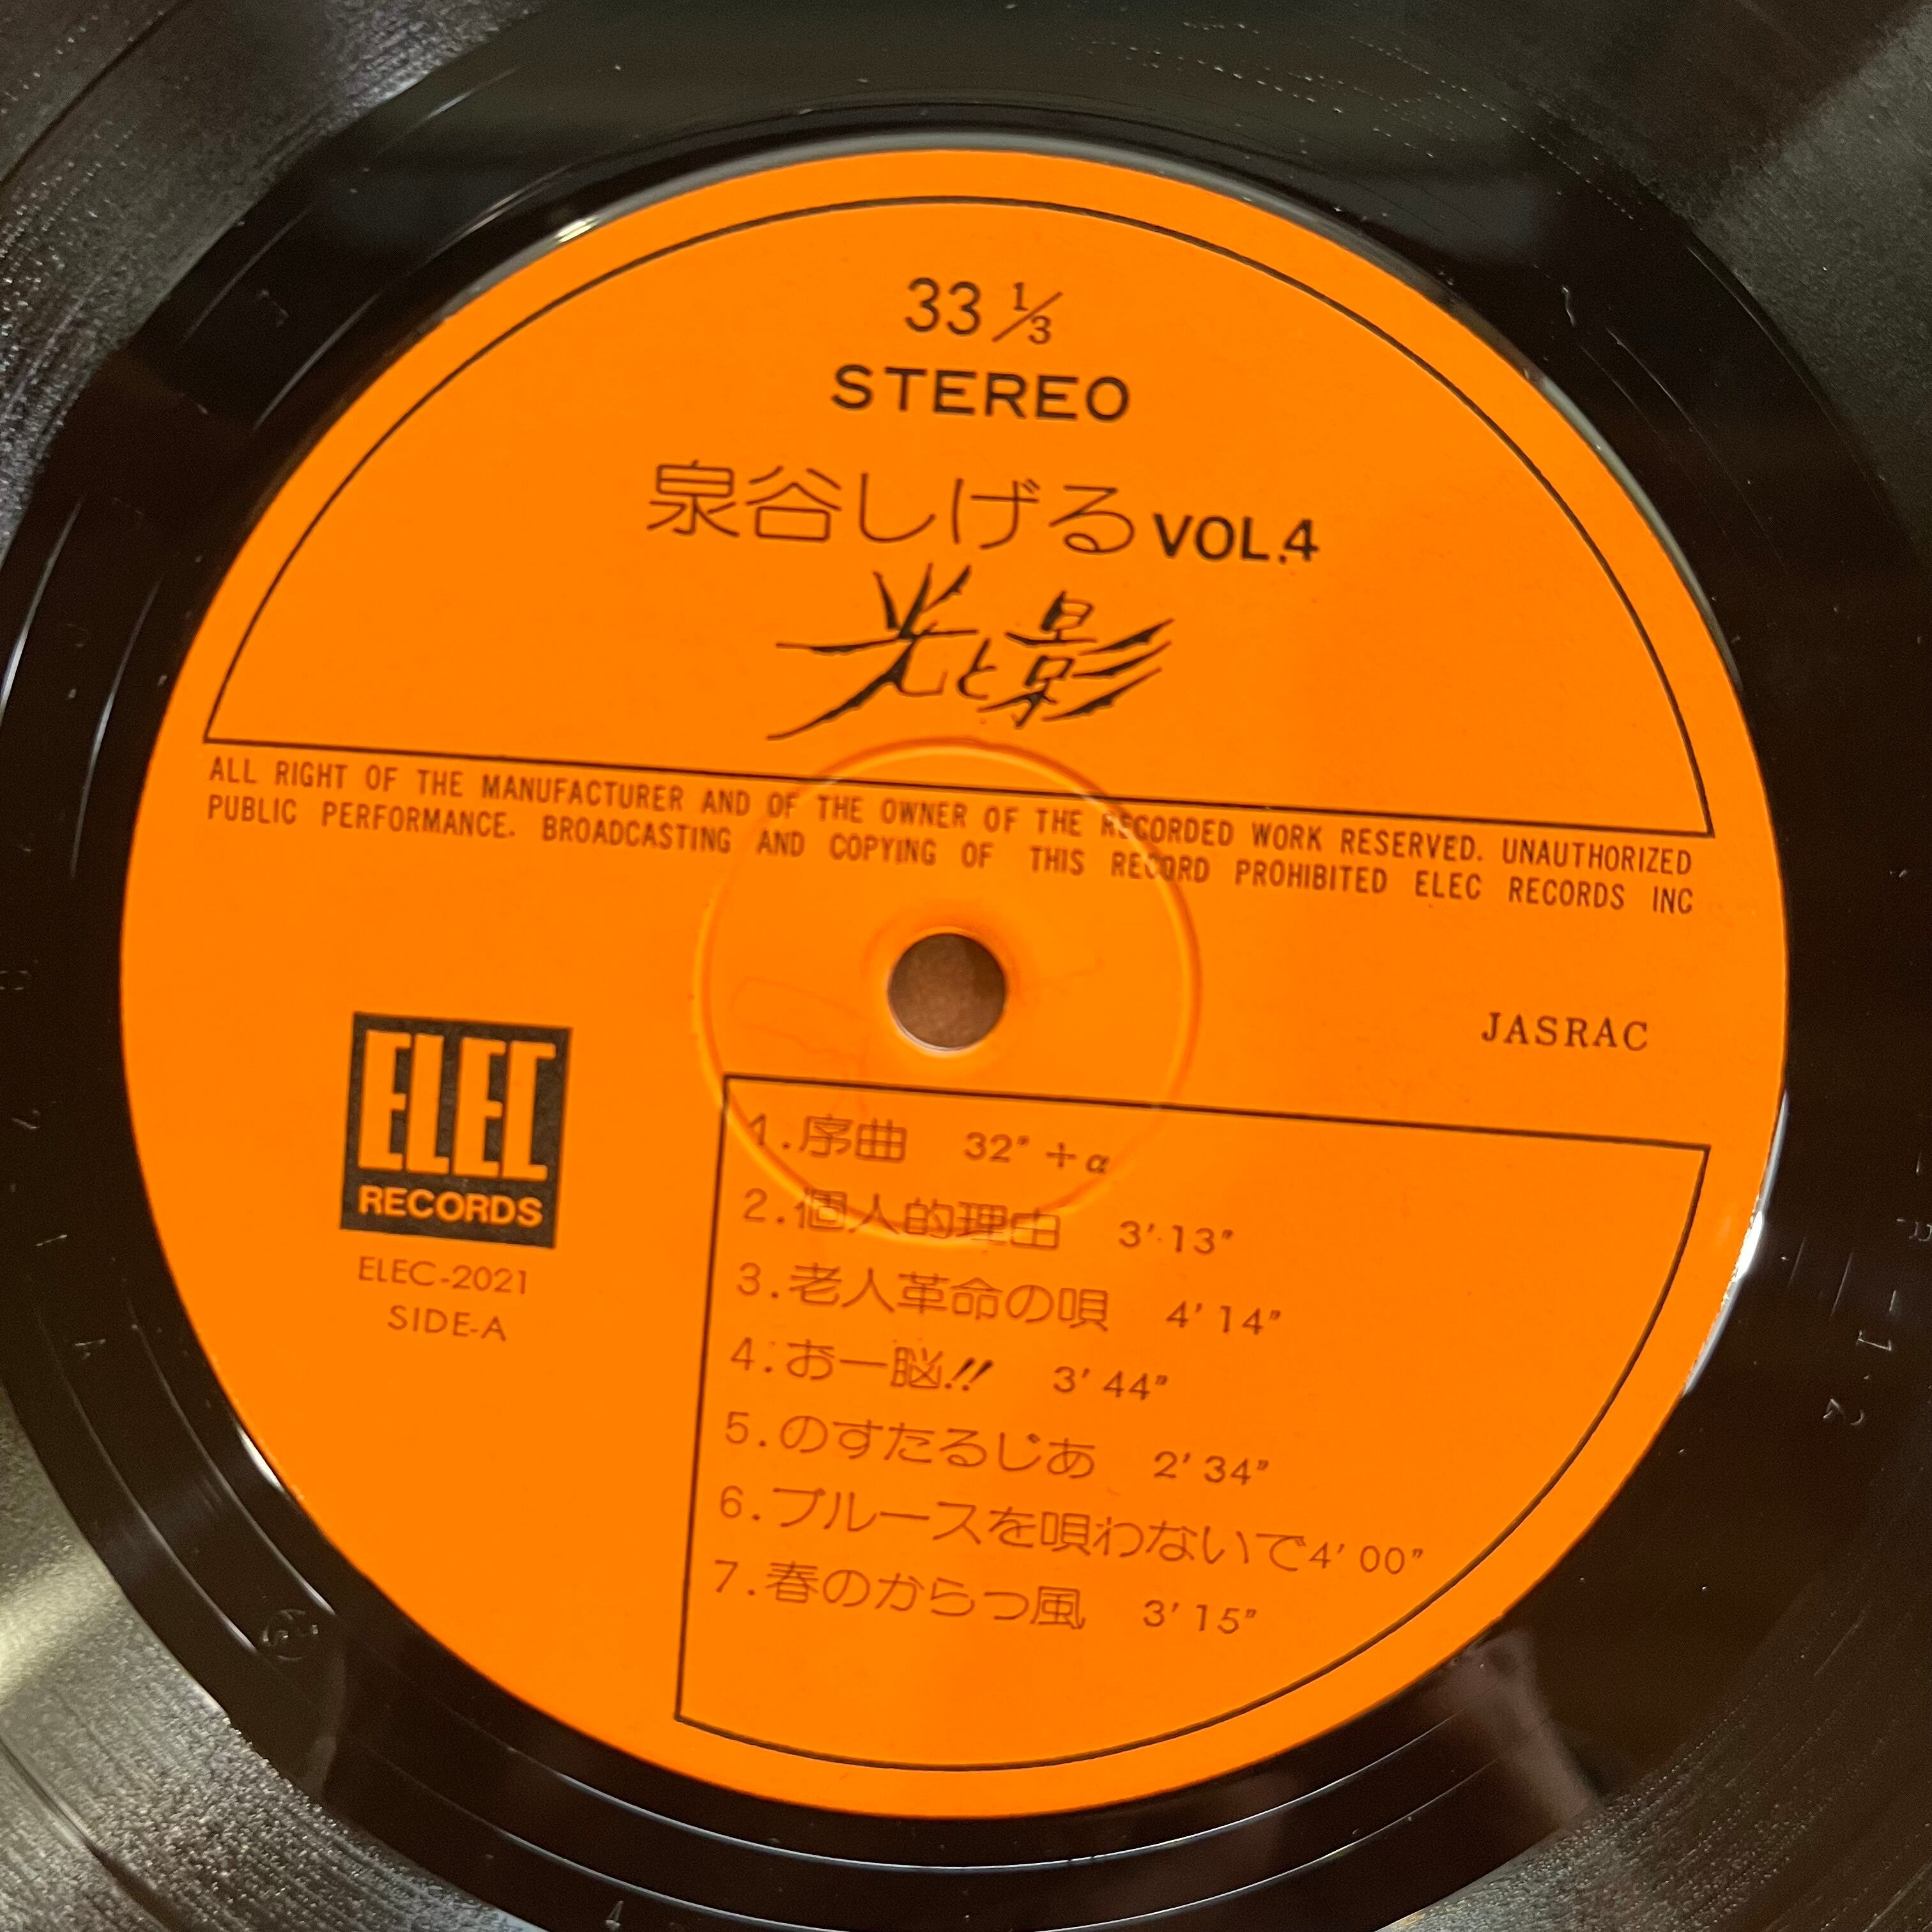 33 1/3
STEREO
泉谷しげるVOL.4
光と影
ALL RIGHT OF THE MANUFACTURER AND OF THE OWNER OF THE RECORDED WORK RESERVED. UNAUTHORIZED
PUBLIC PERFORMANCE. BROADCASTING AND COPYING OF THIS RECORD PROHIBITED ELEC RECORDS INC
JASRAC
ELEC
RECORDS
ELEC-2021
SIDE-A
1.序曲 32" +α
2.個人的理由 3'13"
3.老人革命の唄 4'14"
4.おー脳!! 3'44"
5.のすたるじあ 2'34"
6.ブルースを唄わないで4'00"
7.春のからっ風 3'15"